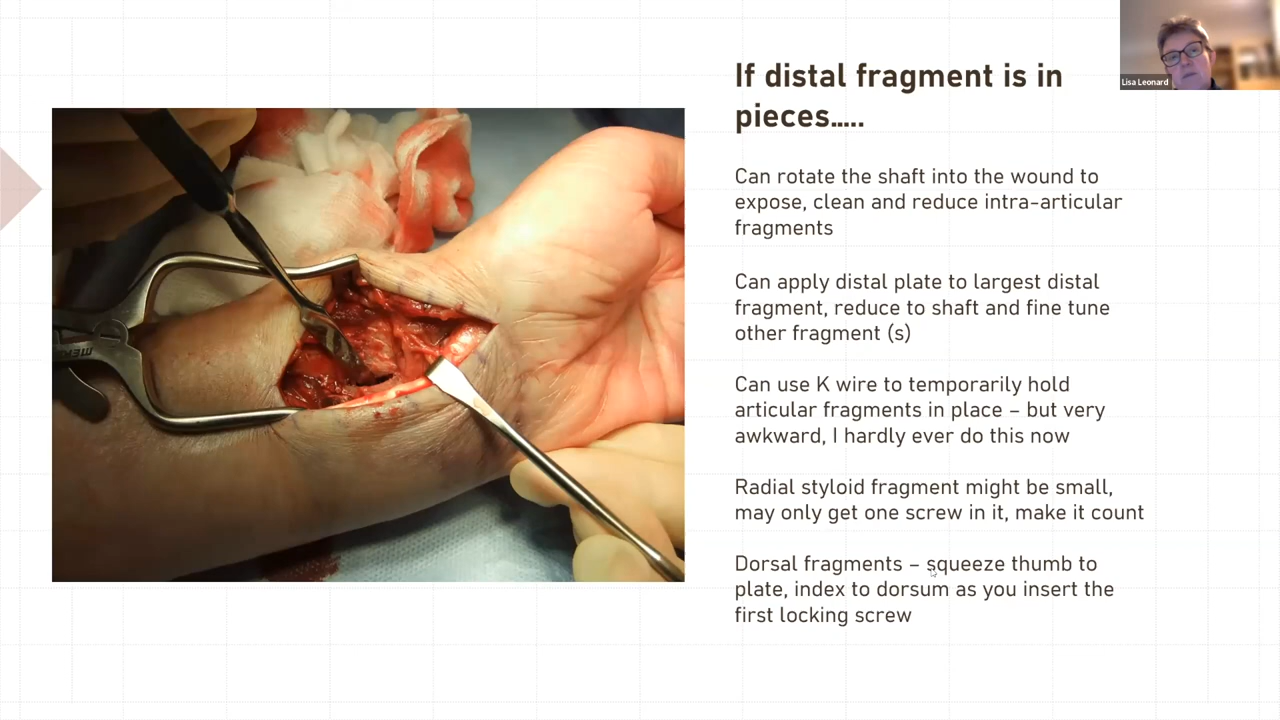 If distal fragment is in
pieces.....
Lisa Leonard
Can rotate the shaft into the wound to
expose, clean and reduce intra-articular
fragments
Can apply distal plate to largest distal
fragment, reduce to shaft and fine tune
other fragment (s)
Can use K wire to temporarily hold
articular fragments in place – but very
awkward, I hardly ever do this now
Radial styloid fragment might be small,
may only get one screw in it, make it count
Dorsal fragments – squeeze thumb to
plate, index to dorsum as you insert the
first locking screw